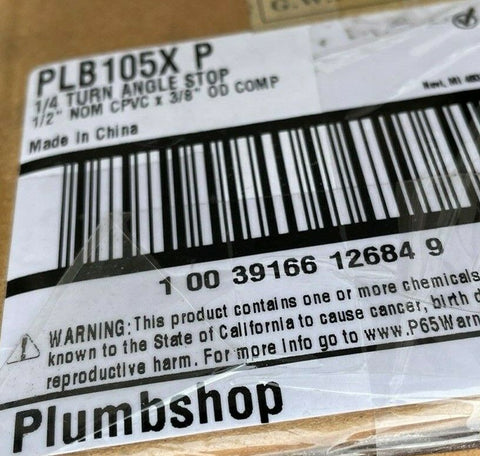 G.W.
PLB105X P
1/4 TURN ANGLE STOP
1/2" NOM CPVC x 3/8" OD COMP
Novi, MI
Made in China
1 00 39166 12684 9
WARNING: This product contains one or more chemicals
known to the State of California to cause cancer, birth d
reproductive harm. For more info go to www.P65Warn
Plumbshop